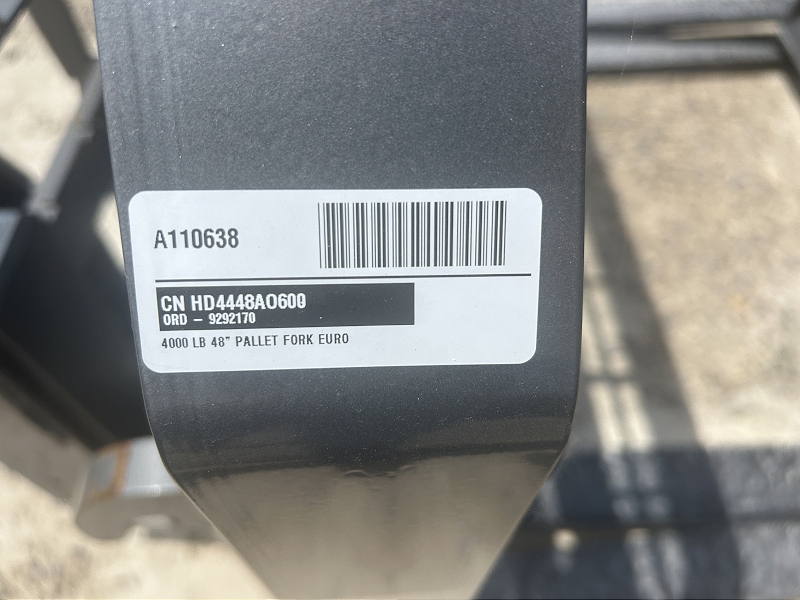 A110638
CN HD4448AO600
ORD - 9292170
4000 LB 48" PALLET FORK EURO